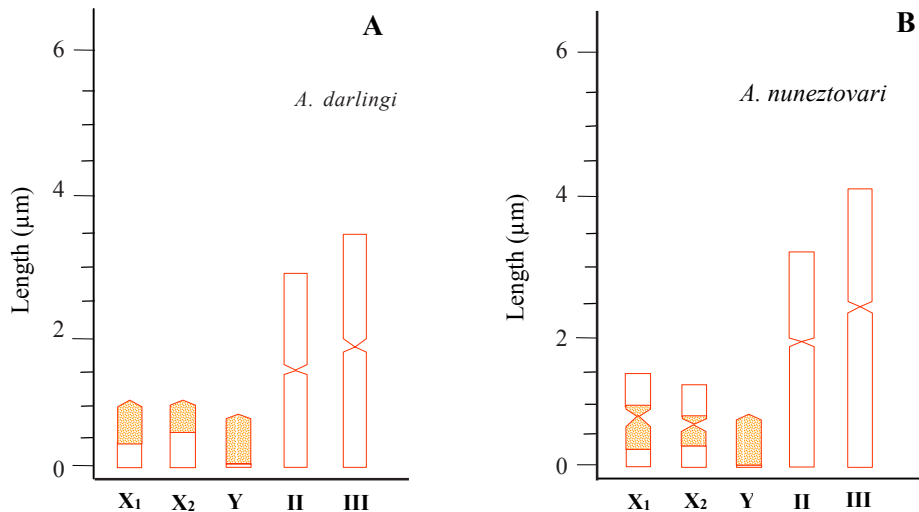 A
A. darlingi
Length (µm)
6
4
2
0
X₁ X₂ Y II III
B
A. nuneztovari
Length (µm)
6
4
2
0
X₁ X₂ Y II III